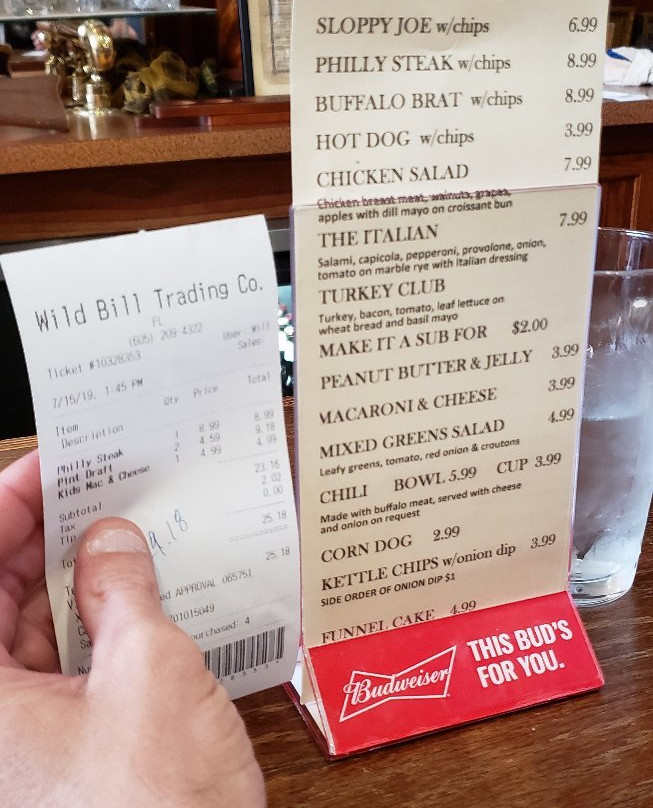 Wild Bill Trading Co.
FL
(605) 209-4322
Ticket #10328353
User: Will
7/15/19, 1:45 PM
Sales:
Item Description Qty Price Total
Philly Steak 1 8.99 8.99
Pint Draft 2 4.59 9.18
Kids Mac & Cheese 1 4.99 4.99
Subtotal 23.16
Tax 2.02
Tip 0.00
25.18
9.18
25.18
ed APPROVAL 065751
701015049
purchased: 4
SLOPPY JOE w/chips 6.99
PHILLY STEAK w/chips 8.99
BUFFALO BRAT w/chips 8.99
HOT DOG w/chips 3.99
CHICKEN SALAD 7.99
Chicken breast meat, walnuts, grapes,
apples with dill mayo on croissant bun
THE ITALIAN 7.99
Salami, capicola, pepperoni, provolone, onion,
tomato on marble rye with Italian dressing
TURKEY CLUB
Turkey, bacon, tomato, leaf lettuce on
wheat bread and basil mayo
MAKE IT A SUB FOR $2.00
PEANUT BUTTER & JELLY 3.99
MACARONI & CHEESE 3.99
MIXED GREENS SALAD 4.99
Leafy greens, tomato, red onion & croutons
CHILI BOWL 5.99 CUP 3.99
Made with buffalo meat, served with cheese
and onion on request
CORN DOG 2.99
KETTLE CHIPS w/onion dip 3.99
SIDE ORDER OF ONION DIP $1
FUNNEL CAKE 4.99
Budweiser
THIS BUD'S
FOR YOU.